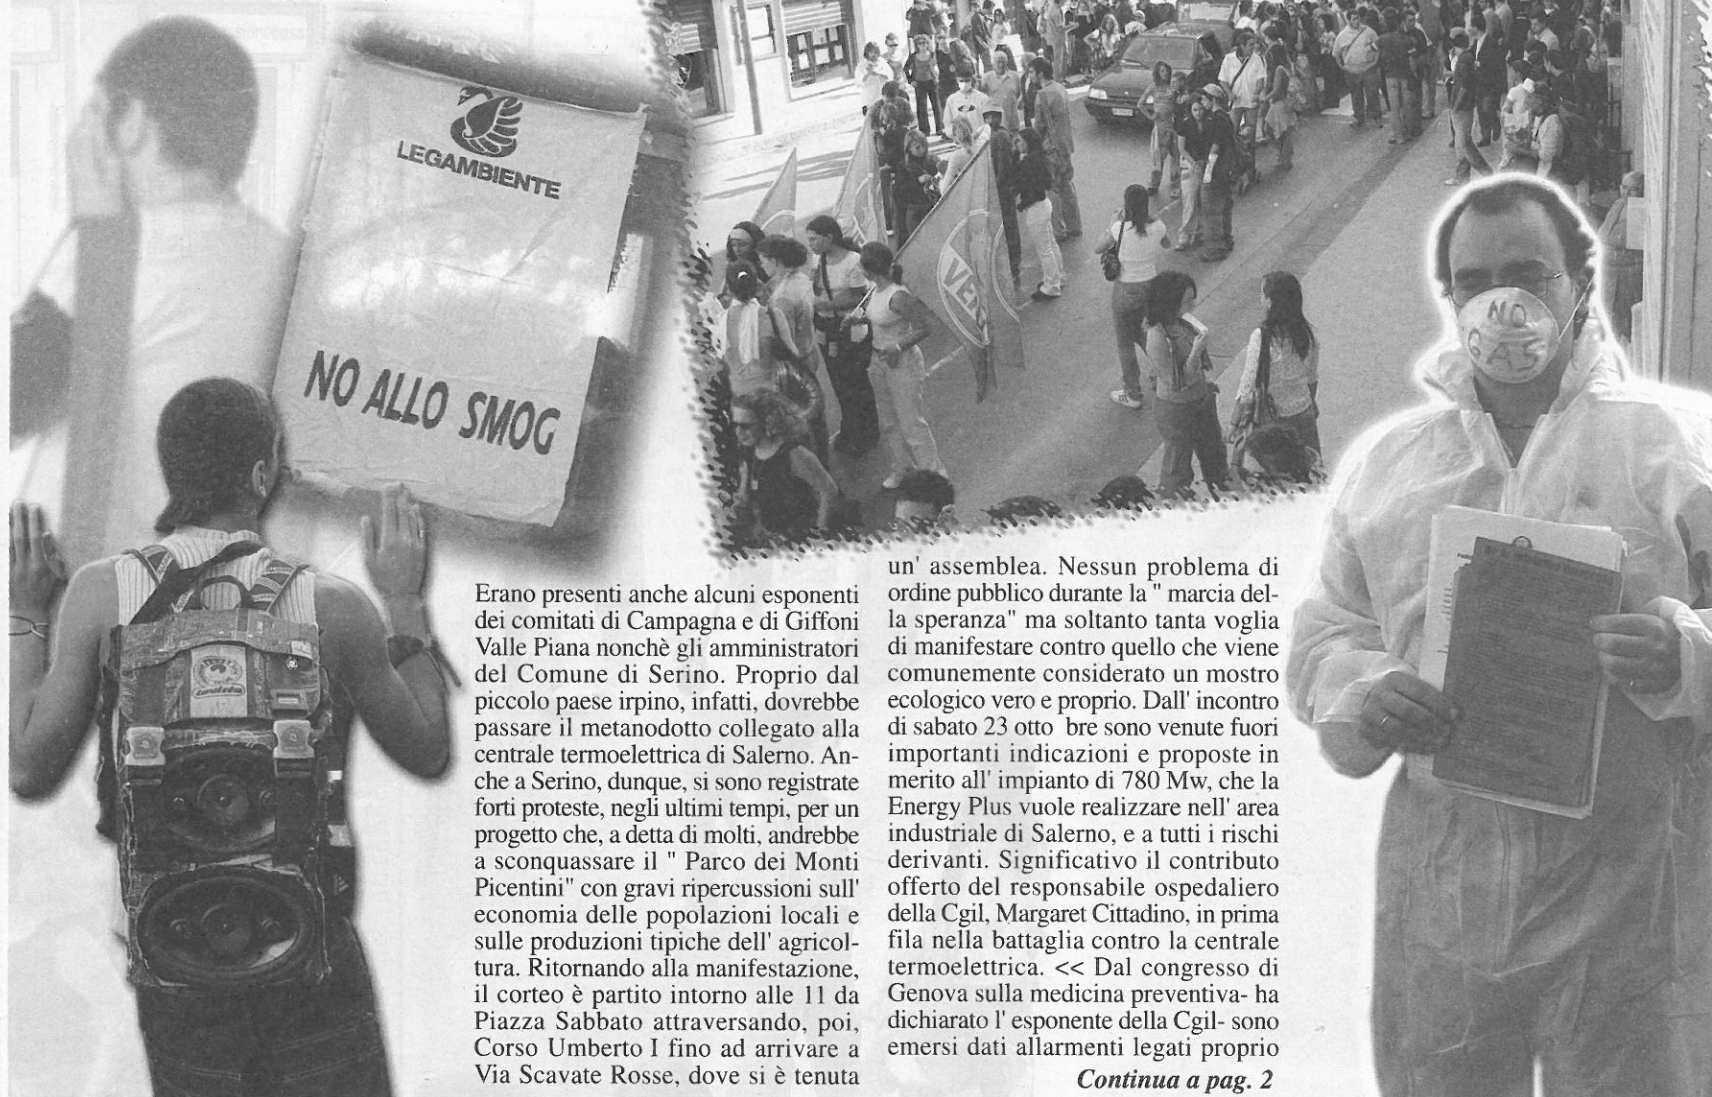 LEGAMBIENTE
NO ALLO SMOG
VER
NO
GAS
Erano presenti anche alcuni esponenti
dei comitati di Campagna e di Giffoni
Valle Piana nonchè gli amministratori
del Comune di Serino. Proprio dal
piccolo paese irpino, infatti, dovrebbe
passare il metanodotto collegato alla
centrale termoelettrica di Salerno. An-
che a Serino, dunque, si sono registrate
forti proteste, negli ultimi tempi, per un
progetto che, a detta di molti, andrebbe
a sconquassare il " Parco dei Monti
Picentini" con gravi ripercussioni sull'
economia delle popolazioni locali e
sulle produzioni tipiche dell' agricol-
tura. Ritornando alla manifestazione,
il corteo è partito intorno alle 11 da
Piazza Sabbato attraversando, poi,
Corso Umberto I fino ad arrivare a
Via Scavate Rosse, dove si è tenuta
un' assemblea. Nessun problema di
ordine pubblico durante la " marcia del-
la speranza" ma soltanto tanta voglia
di manifestare contro quello che viene
comunemente considerato un mostro
ecologico vero e proprio. Dall' incontro
di sabato 23 otto bre sono venute fuori
importanti indicazioni e proposte in
merito all' impianto di 780 Mw, che la
Energy Plus vuole realizzare nell' area
industriale di Salerno, e a tutti i rischi
derivanti. Significativo il contributo
offerto del responsabile ospedaliero
della Cgil, Margaret Cittadino, in prima
fila nella battaglia contro la centrale
termoelettrica. << Dal congresso di
Genova sulla medicina preventiva- ha
dichiarato l' esponente della Cgil- sono
emersi dati allarmenti legati proprio
Continua a pag. 2